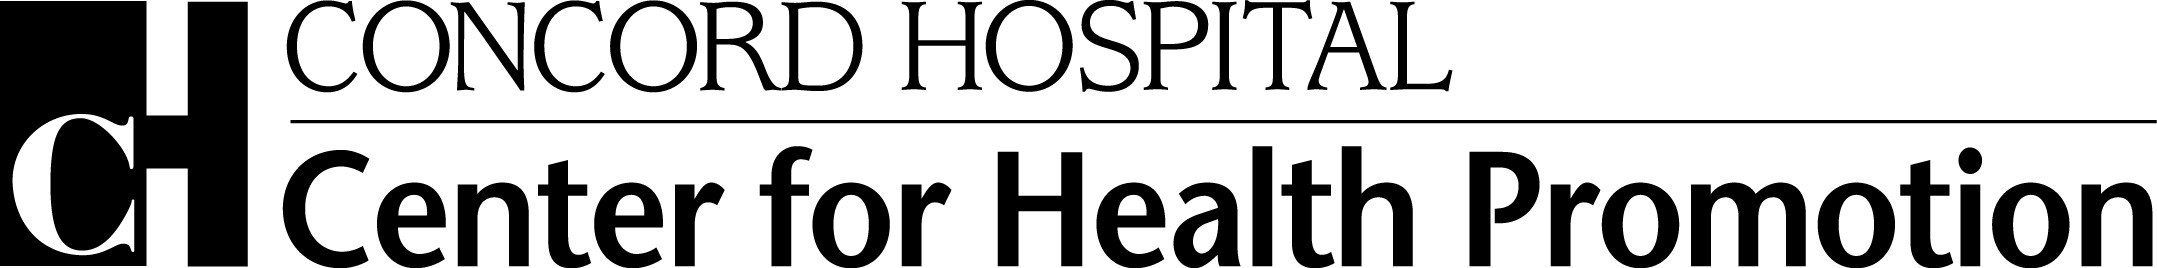 CH
CONCORD HOSPITAL
Center for Health Promotion